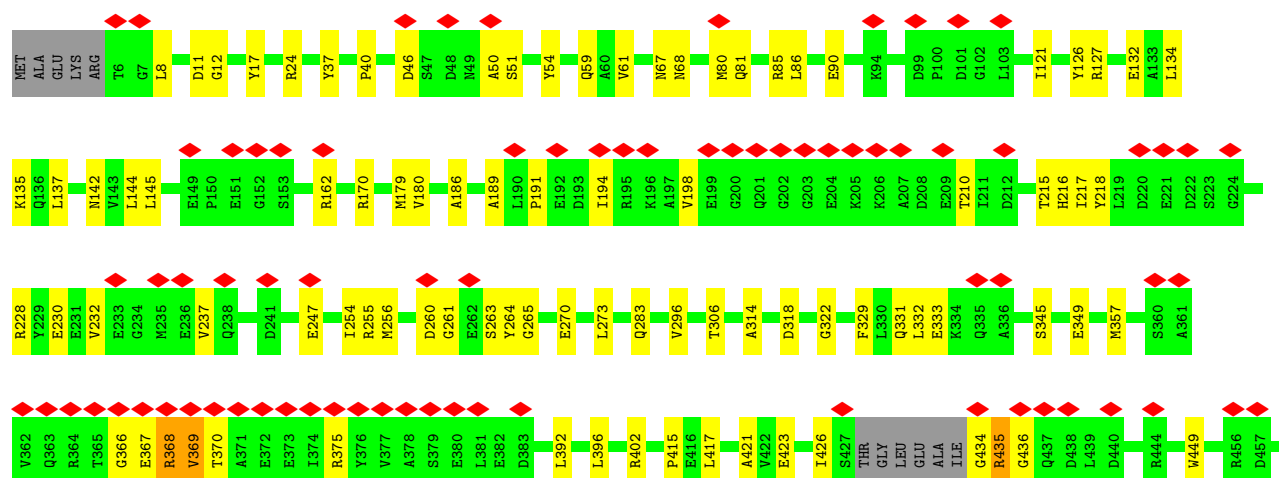 MET ALA GLU LYS ARG T6 G7 L8 D11 G12 Y17 R24 Y37 P40 D46 S47 D48 N49 A50 S51 Y54 Q59 A60 V61 N67 N68 M80 Q81 R85 L86 E90 K94 D99 P100 D101 G102 L103 I121 Y126 R127 E132 A133 L134
K135 Q136 L137 N142 V143 L144 L145 E149 P150 E151 G152 S153 R162 R170 M179 V180 A186 A189 L190 P191 E192 D193 I194 R195 K196 A197 V198 E199 G200 Q201 G202 G203 E204 K205 K206 A207 D208 E209 T210 I211 D212 T215 H216 I217 Y218 L219 D220 E221 D222 S223 G224
R228 Y229 E230 E231 V232 E233 G234 M235 E236 V237 Q238 D241 E247 I254 R255 M256 D260 G261 E262 S263 Y264 G265 E270 L273 Q283 V296 T306 A314 D318 G322 F329 L330 Q331 L332 E333 K334 Q335 A336 S345 E349 M357 S360 A361
V362 Q363 R364 T365 G366 E367 R368 V369 T370 A371 E372 E373 I374 R375 Y376 V377 A378 S379 E380 L381 E382 D383 L392 L396 R402 P415 E416 L417 A421 V422 E423 I426 S427 THR GLY LEU GLU ALA ILE G434 R435 G436 Q437 D438 L439 D440 R444 W449 R456 D457